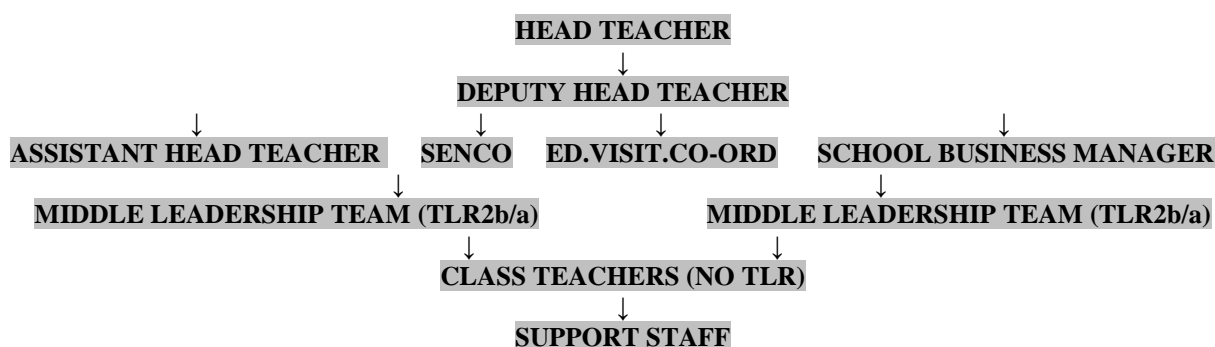 HEAD TEACHER
↓
DEPUTY HEAD TEACHER
↓ ↓ ↓ ↓
ASSISTANT HEAD TEACHER SENCO ED.VISIT.CO-ORD SCHOOL BUSINESS MANAGER
↓ ↓
MIDDLE LEADERSHIP TEAM (TLR2b/a) MIDDLE LEADERSHIP TEAM (TLR2b/a)
↓ ↓
CLASS TEACHERS (NO TLR)
↓
SUPPORT STAFF